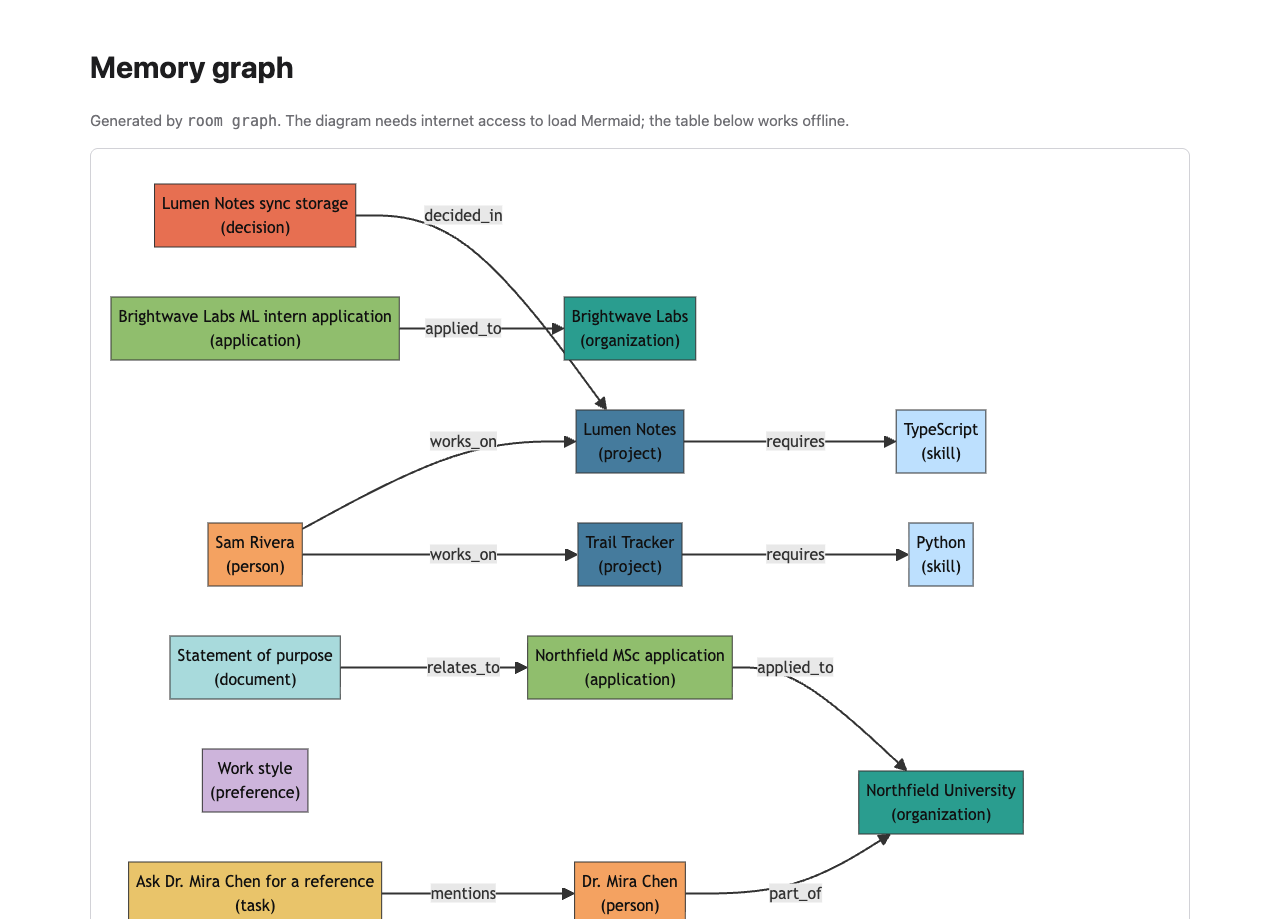 Memory graph
Generated by room graph. The diagram needs internet access to load Mermaid; the table below works offline.
Lumen Notes sync storage
(decision)
decided_in
Brightwave Labs ML intern application
(application)
applied_to
Brightwave Labs
(organization)
works_on
Lumen Notes
(project)
requires
TypeScript
(skill)
Sam Rivera
(person)
works_on
Trail Tracker
(project)
requires
Python
(skill)
Statement of purpose
(document)
relates_to
Northfield MSc application
(application)
applied_to
Work style
(preference)
Northfield University
(organization)
Ask Dr. Mira Chen for a reference
(task)
mentions
Dr. Mira Chen
(person)
part_of